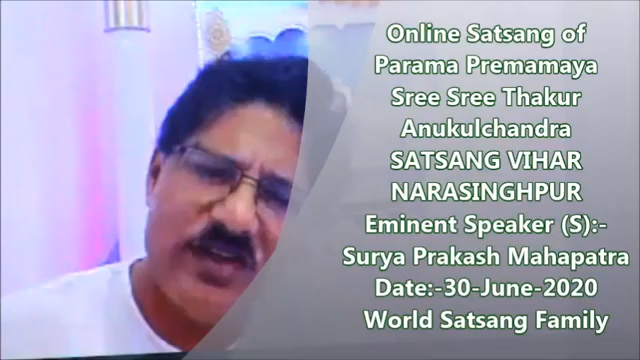 Online Satsang of
Parama Premamaya
Sree Sree Thakur
Anukulchandra
SATSANG VIHAR
NARASINGHPUR
Eminent Speaker (S):-
Surya Prakash Mahapatra
Date:-30-June-2020
World Satsang Family